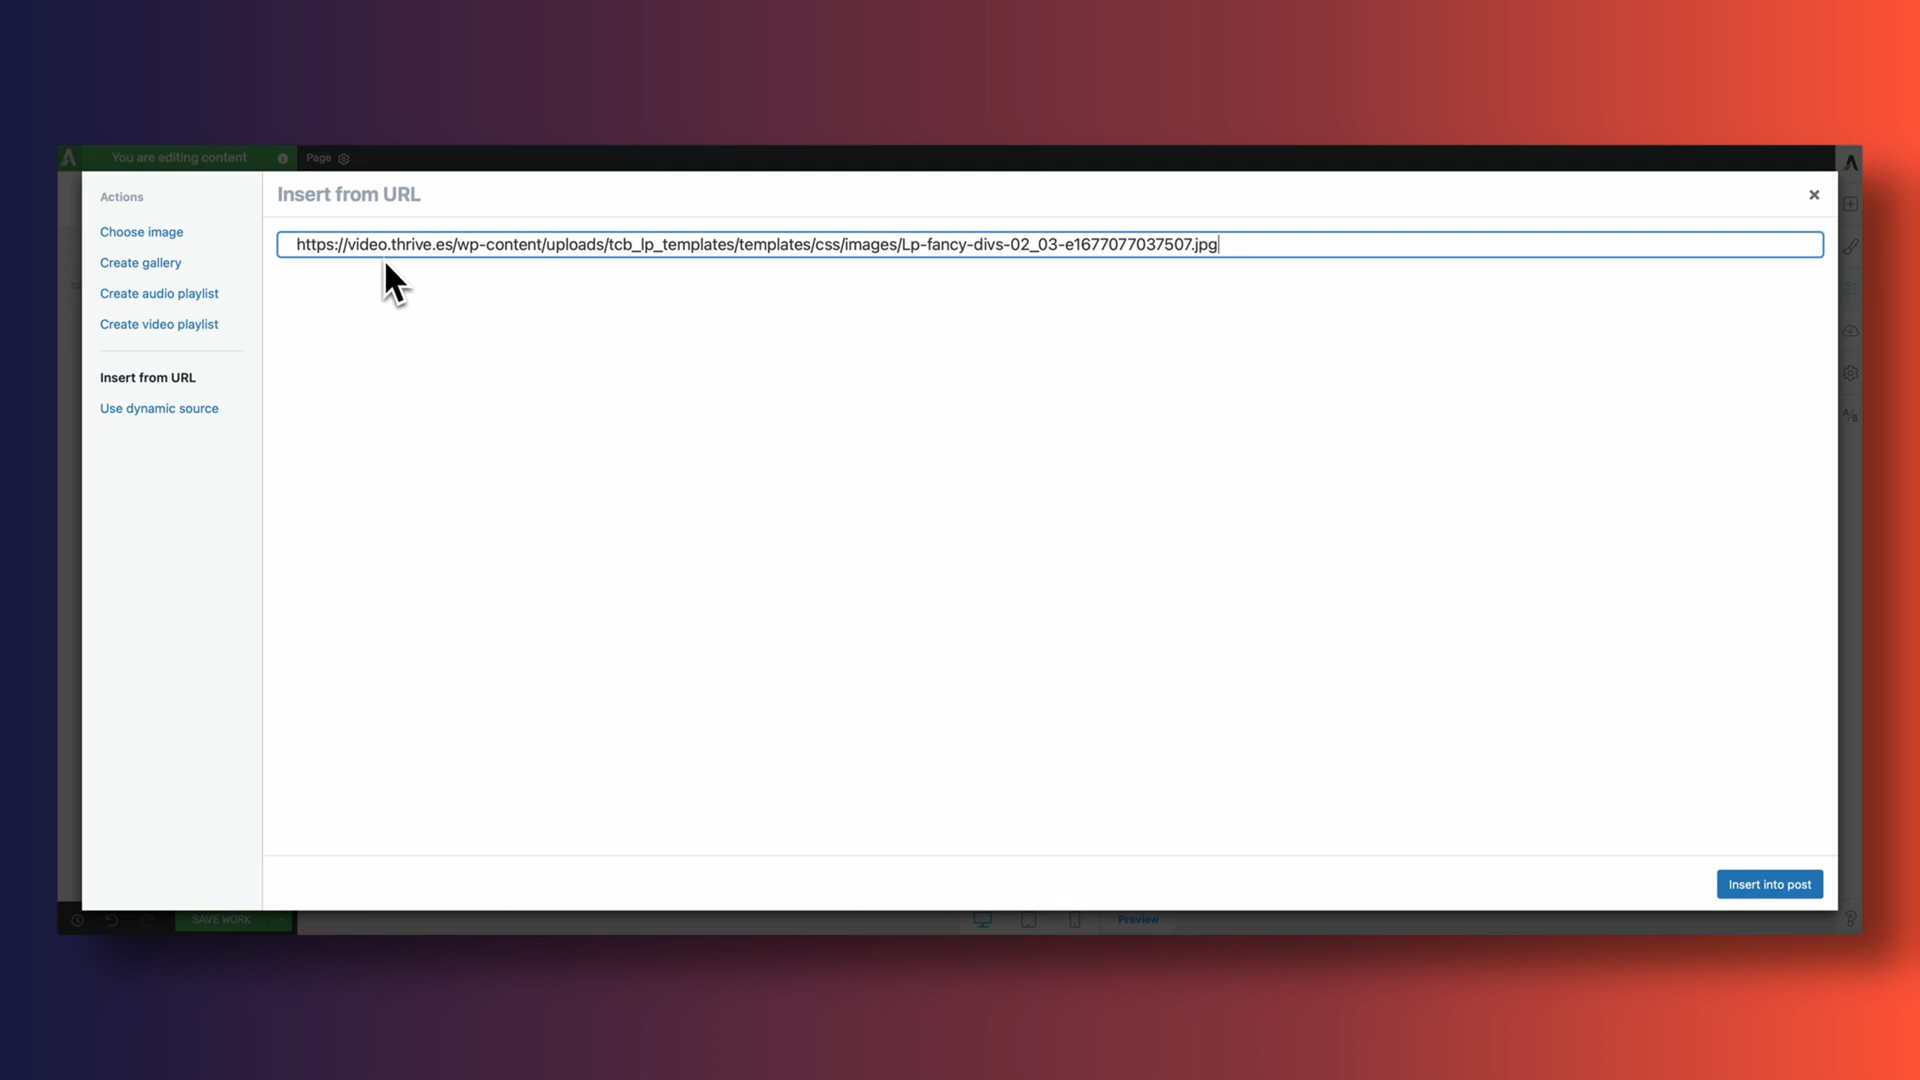 You are editing content
Page
Actions
Insert from URL
Choose image
Create gallery
Create audio playlist
Create video playlist
Insert from URL
Use dynamic source
https://video.thrive.es/wp-content/uploads/tcb_lp_templates/templates/css/images/Lp-fancy-divs-02_03-e1677077037507.jpg
Insert into post
SAVE WORK
Preview